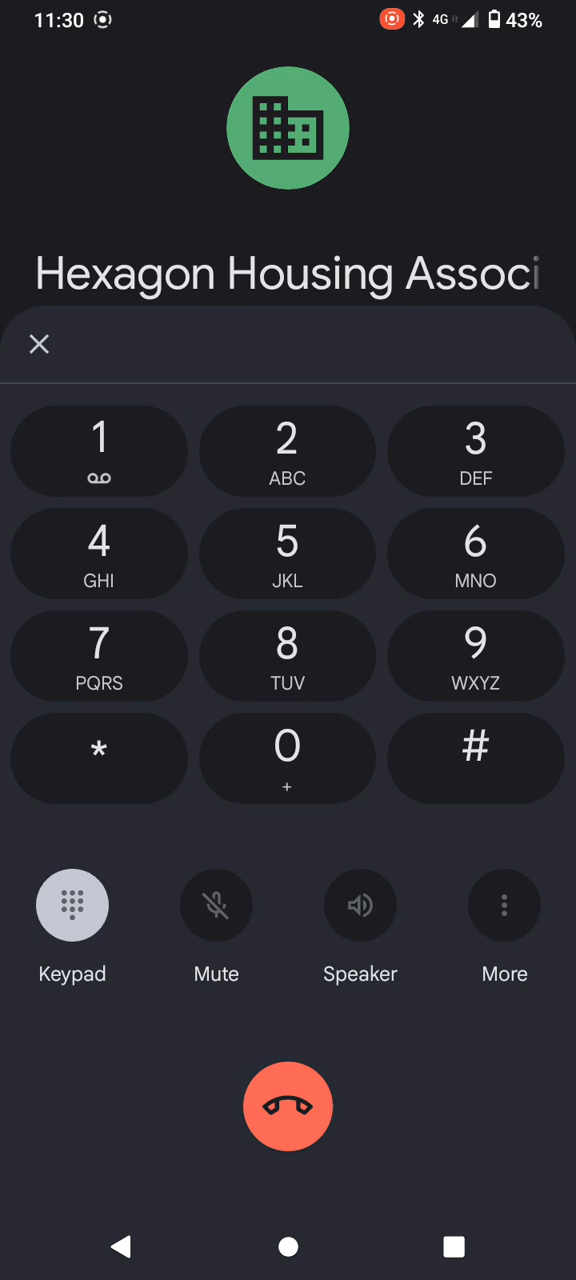 11:30 4G 43%
Hexagon Housing Associ
1 2 3
ABC DEF
4 5 6
GHI JKL MNO
7 8 9
PQRS TUV WXYZ
* 0 #
+
Keypad Mute Speaker More